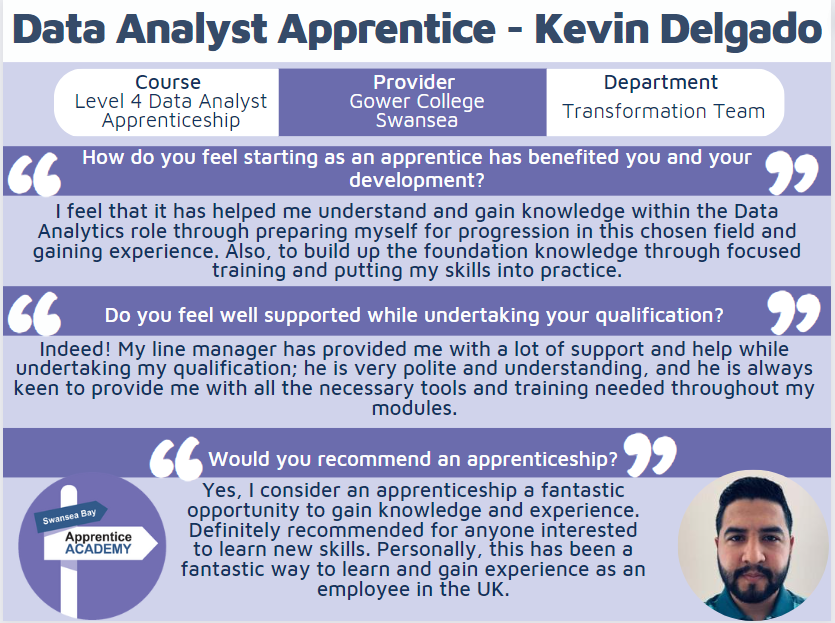 Data Analyst Apprentice - Kevin Delgado
Course
Level 4 Data Analyst
Apprenticeship
Provider
Gower College
Swansea
Department
Transformation Team
How do you feel starting as an apprentice has benefited you and your
development?
I feel that it has helped me understand and gain knowledge within the Data
Analytics role through preparing myself for progression in this chosen field and
gaining experience. Also, to build up the foundation knowledge through focused
training and putting my skills into practice.
Do you feel well supported while undertaking your qualification?
Indeed! My line manager has provided me with a lot of support and help while
undertaking my qualification; he is very polite and understanding, and he is always
keen to provide me with all the necessary tools and training needed throughout my
modules.
Would you recommend an apprenticeship?
Yes, I consider an apprenticeship a fantastic
opportunity to gain knowledge and experience.
Definitely recommended for anyone interested
to learn new skills. Personally, this has been a
fantastic way to learn and gain experience as an
employee in the UK.
Swansea Bay
Apprentice
ACADEMY